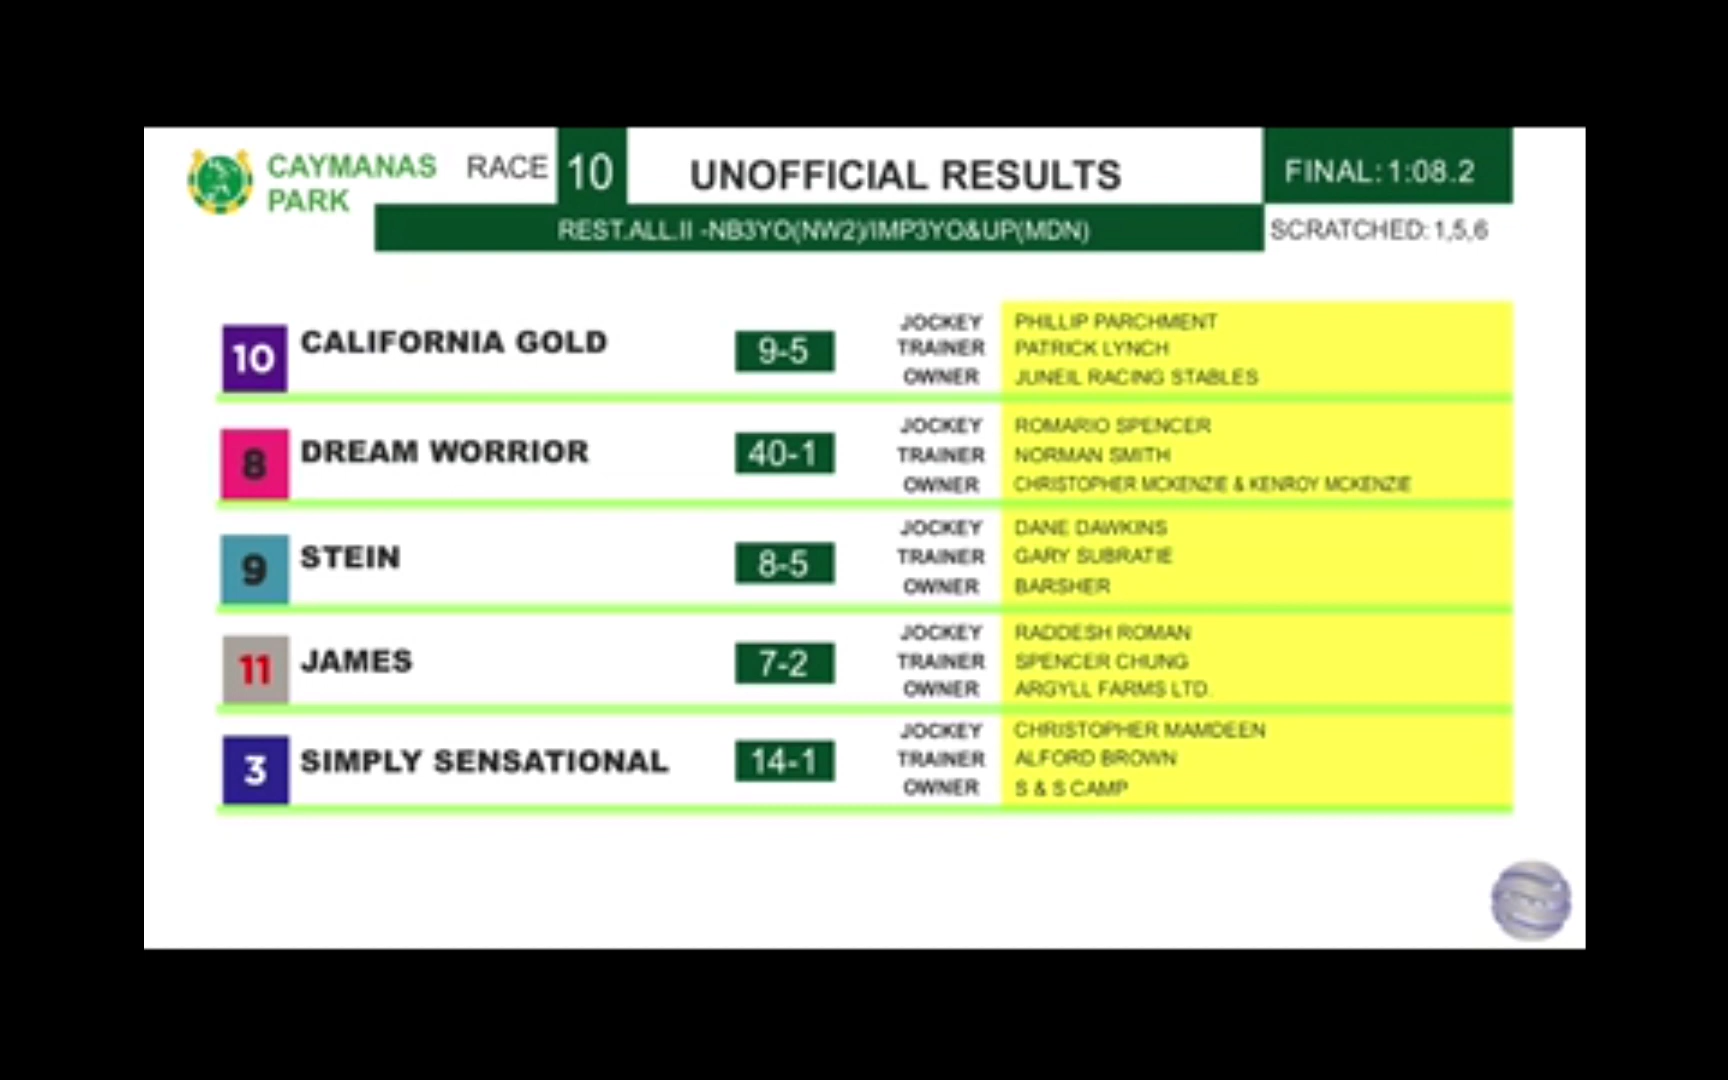 CAYMANAS PARK
RACE 10
UNOFFICIAL RESULTS
FINAL: 1:08.2
REST.ALL.II -NB3YO(NW2)/IMP3YO&UP(MDN)
SCRATCHED: 1,5,6
10 CALIFORNIA GOLD 9-5
JOCKEY PHILLIP PARCHMENT
TRAINER PATRICK LYNCH
OWNER JUNEIL RACING STABLES
8 DREAM WORRIOR 40-1
JOCKEY ROMARIO SPENCER
TRAINER NORMAN SMITH
OWNER CHRISTOPHER MCKENZIE & KENROY MCKENZIE
9 STEIN 8-5
JOCKEY DANE DAWKINS
TRAINER GARY SUBRATIE
OWNER BARSHER
11 JAMES 7-2
JOCKEY RADDESH ROMAN
TRAINER SPENCER CHUNG
OWNER ARGYLL FARMS LTD.
3 SIMPLY SENSATIONAL 14-1
JOCKEY CHRISTOPHER MAMDEEN
TRAINER ALFORD BROWN
OWNER S & S CAMP